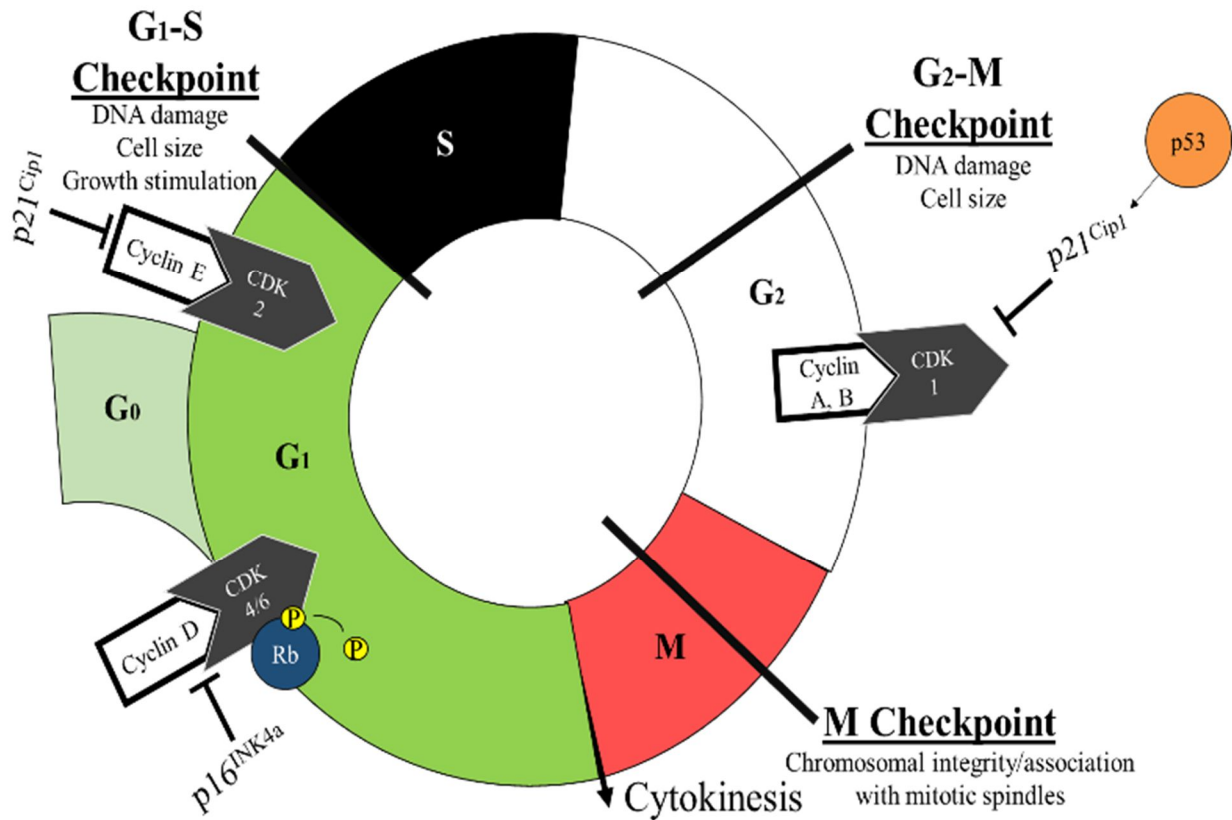 G1-S
Checkpoint
DNA damage
Cell size
Growth stimulation
p21Cip1
Cyclin E
CDK
2
S
G2-M
Checkpoint
DNA damage
Cell size
p53
p21Cip1
G2
Cyclin
A, B
CDK
1
G0
G1
CDK
4/6
Cyclin D
P
P
Rb
p16INK4a
M
M Checkpoint
Chromosomal integrity/association
with mitotic spindles
Cytokinesis